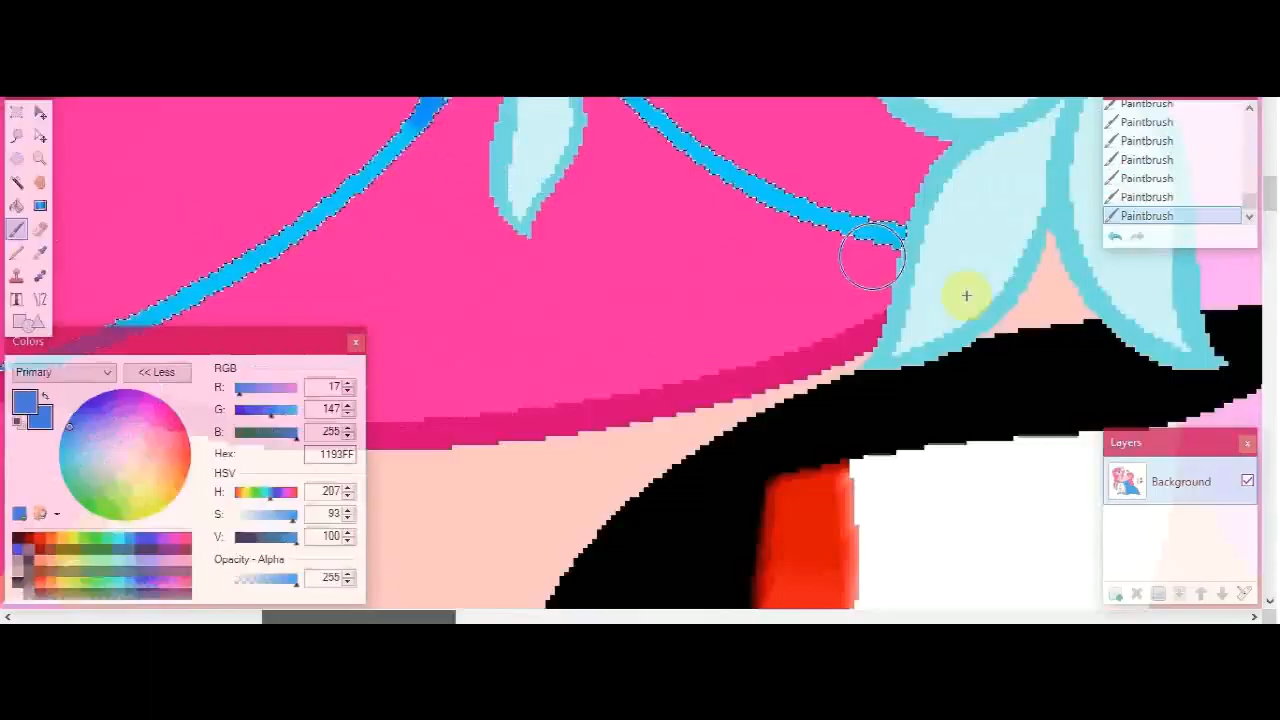 Paintbrush
Paintbrush
Paintbrush
Paintbrush
Paintbrush
Paintbrush
Paintbrush
Colors
Primary
<< Less
RGB
R: 17
G: 147
B: 255
Hex: 1193FF
HSV
H: 207
S: 93
V: 100
Opacity - Alpha
255
Layers
Background